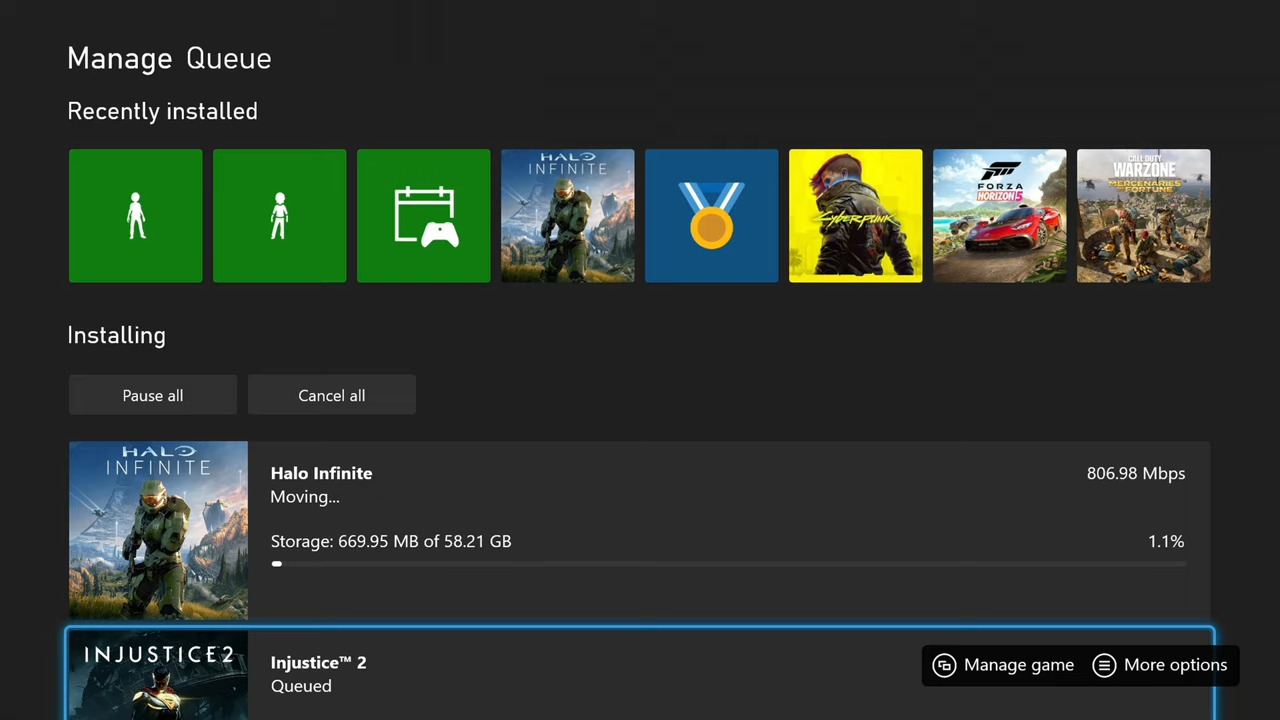 Manage Queue
Recently installed
HALO
INFINITE
CYBERPUNK
FORZA
HORIZON 5
CALL OF DUTY
WARZONE
MERCENARIES
OF FORTUNE
Installing
Pause all
Cancel all
HALO
INFINITE
Halo Infinite
806.98 Mbps
Moving...
Storage: 669.95 MB of 58.21 GB
1.1%
INJUSTICE 2
Injustice™ 2
Queued
Manage game
More options